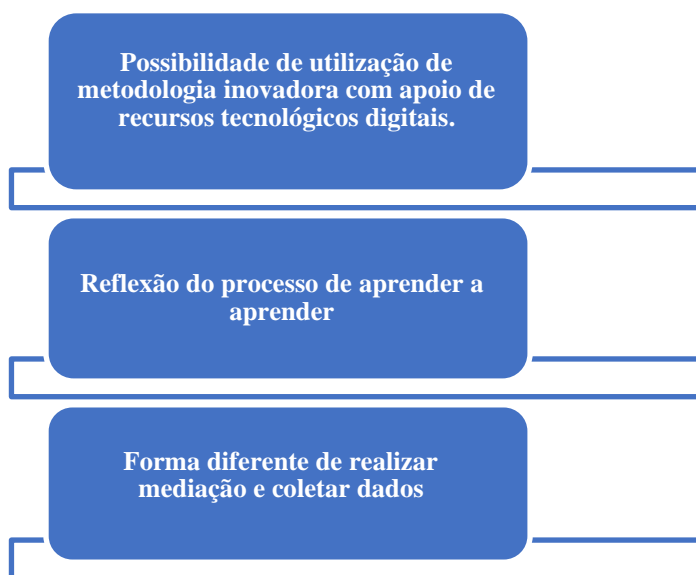 Possibilidade de utilização de
metodologia inovadora com apoio de
recursos tecnológicos digitais.
Reflexão do processo de aprender a
aprender
Forma diferente de realizar
mediação e coletar dados